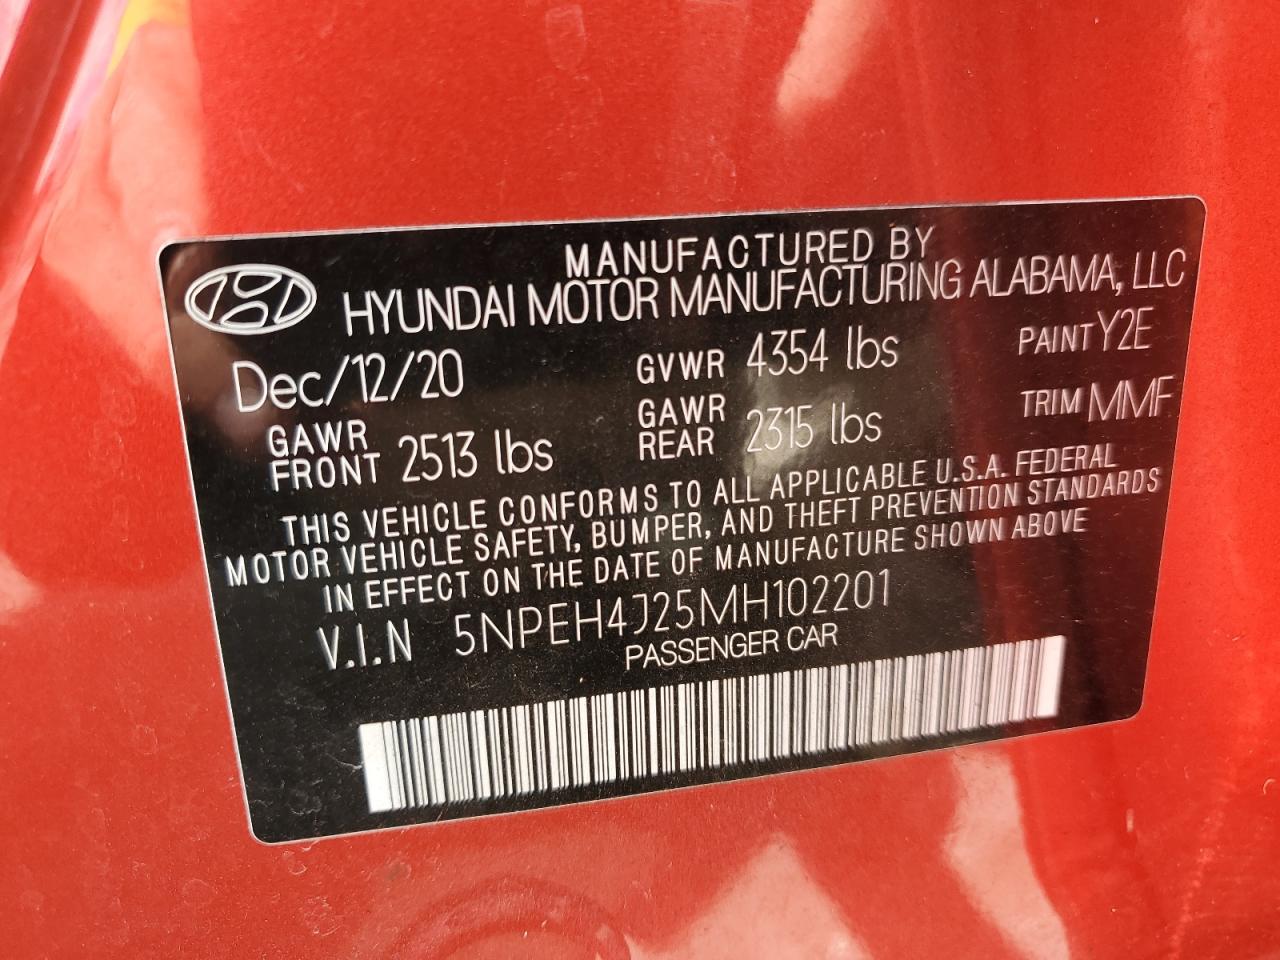 MANUFACTURED BY
HYUNDAI MOTOR MANUFACTURING ALABAMA, LLC
Dec/12/20 GVWR 4354 lbs PAINT Y2E
GAWR FRONT 2513 lbs GAWR REAR 2315 lbs TRIM MMF
THIS VEHICLE CONFORMS TO ALL APPLICABLE U.S.A. FEDERAL
MOTOR VEHICLE SAFETY, BUMPER, AND THEFT PREVENTION STANDARDS
IN EFFECT ON THE DATE OF MANUFACTURE SHOWN ABOVE
V.I.N 5NPEH4J25MH102201
PASSENGER CAR